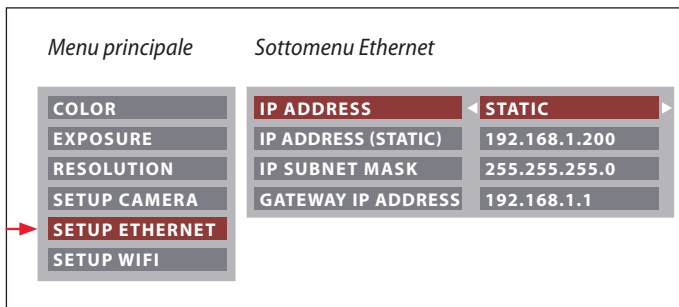 Menu principale
Sottomenu Ethernet
COLOR
EXPOSURE
RESOLUTION
SETUP CAMERA
SETUP ETHERNET
SETUP WIFI
IP ADDRESS STATIC
IP ADDRESS (STATIC) 192.168.1.200
IP SUBNET MASK 255.255.255.0
GATEWAY IP ADDRESS 192.168.1.1